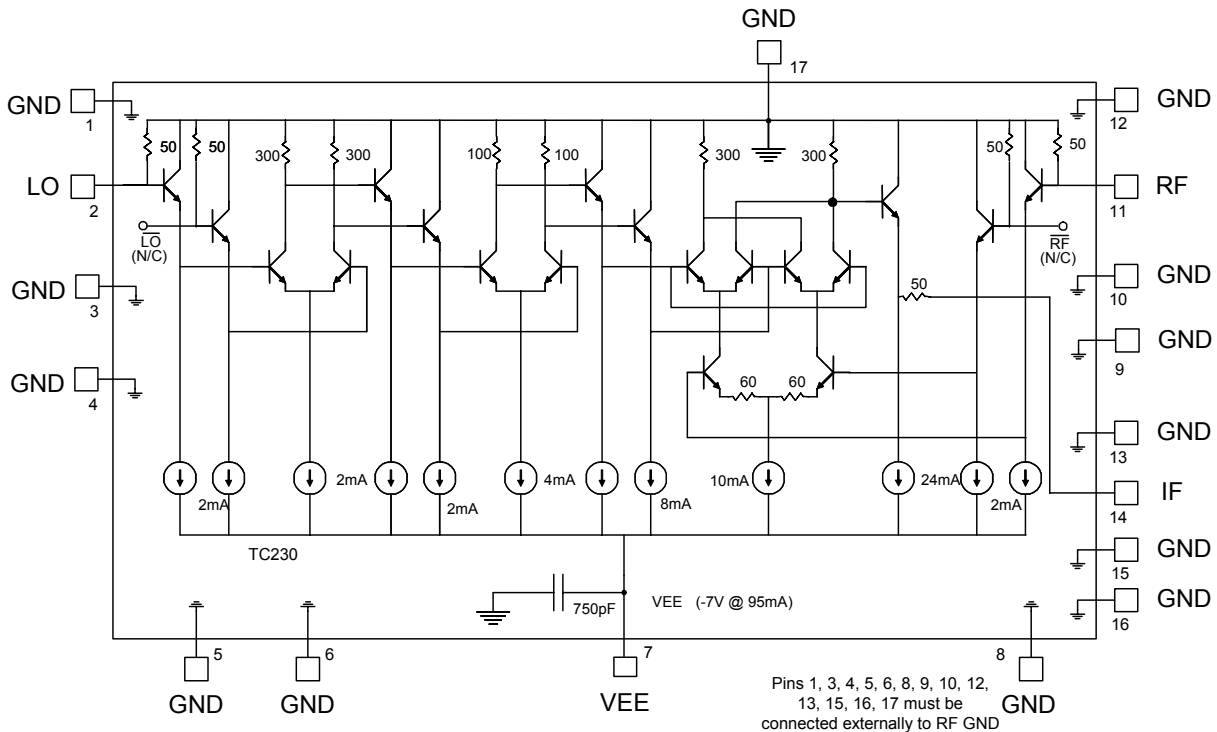 GND
17
GND
1
GND
12
50
50
300
300
100
100
300
300
50
50
LO
2
RF
11
LO
(N/C)
RF
(N/C)
GND
3
GND
10
50
GND
9
GND
4
60
60
GND
13
2mA
2mA
2mA
4mA
8mA
10mA
24mA
2mA
IF
14
TC230
GND
15
750pF
VEE (-7V @ 95mA)
GND
16
5
GND
6
GND
7
VEE
8
GND
Pins 1, 3, 4, 5, 6, 8, 9, 10, 12,
13, 15, 16, 17 must be
connected externally to RF GND